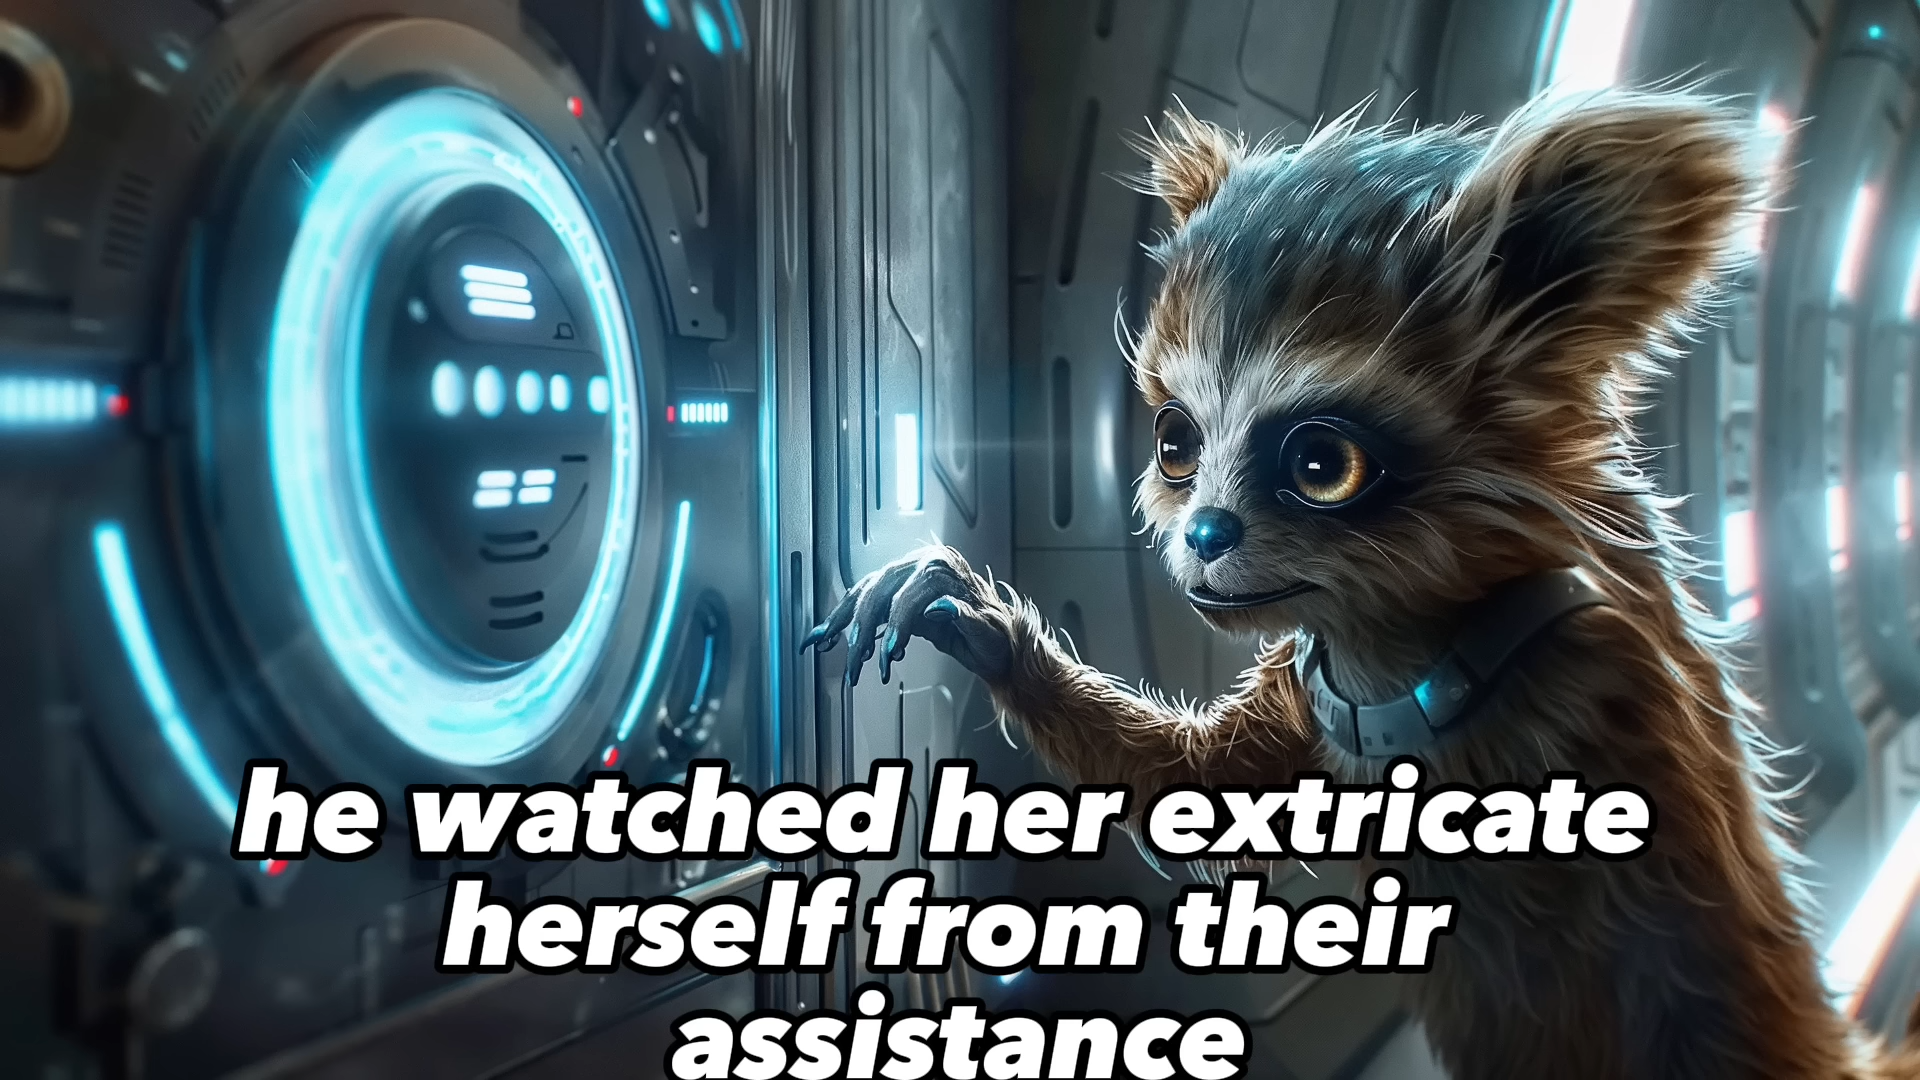 he watched her extricate
herself from their
assistance